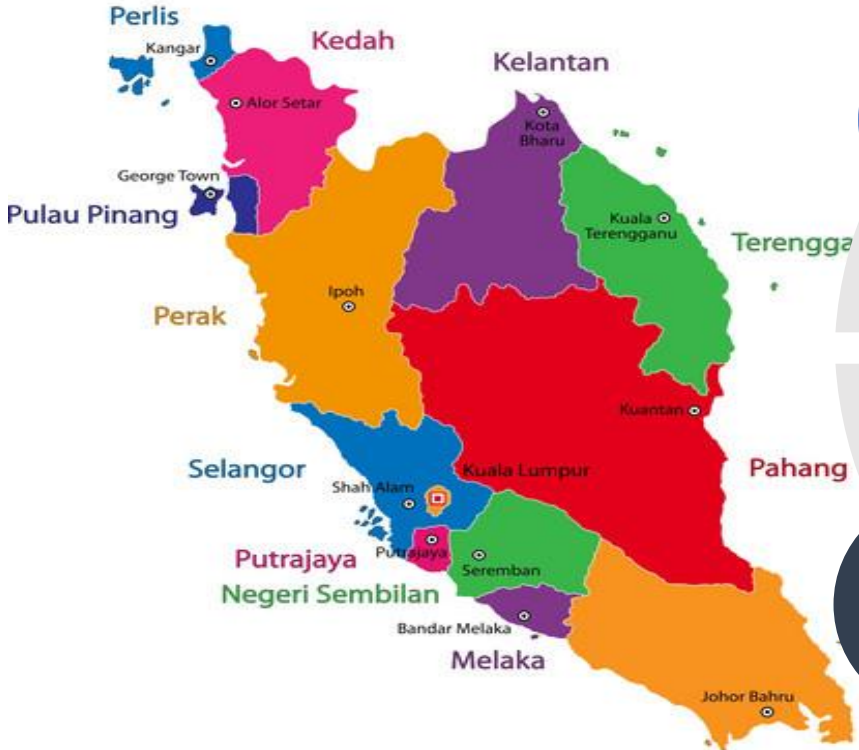 Perlis
Kangar
Kedah
Alor Setar
Kelantan
Kota
Bharu
George Town
Pulau Pinang
Kuala
Terengganu
Terengga
Ipoh
Perak
Kuantan
Selangor
Kuala Lumpur
Pahang
Shah Alam
Putrajaya
Putrajaya
Seremban
Negeri Sembilan
Bandar Melaka
Melaka
Johor Bahru